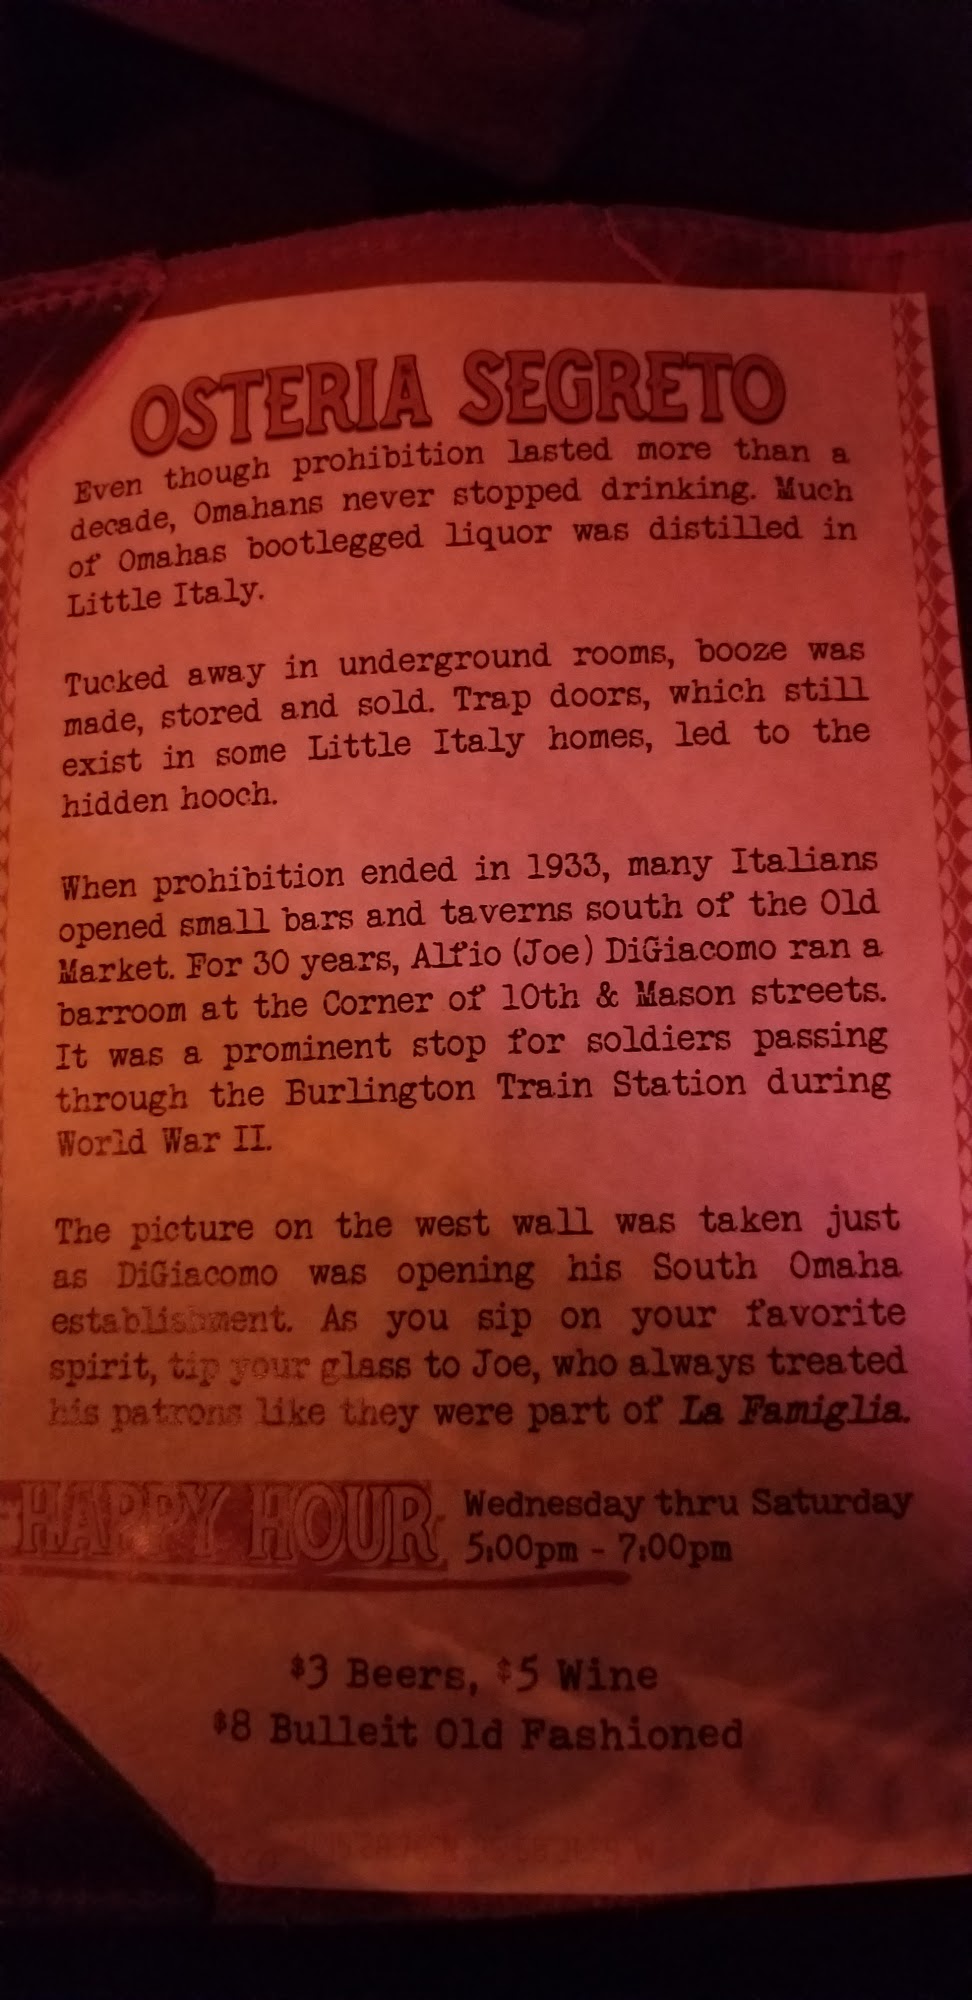 OSTERIA SEGRETO
Even though prohibition lasted more than a
decade, Omahans never stopped drinking. Much
of Omahas bootlegged liquor was distilled in
Little Italy.
Tucked away in underground rooms, booze was
made, stored and sold. Trap doors, which still
exist in some Little Italy homes, led to the
hidden hooch.
When prohibition ended in 1933, many Italians
opened small bars and taverns south of the Old
Market. For 30 years, Alfio (Joe) DiGiacomo ran a
barroom at the Corner of 10th & Mason streets.
It was a prominent stop for soldiers passing
through the Burlington Train Station during
World War II.
The picture on the west wall was taken just
as DiGiacomo was opening his South Omaha
establishment. As you sip on your favorite
spirit, tip your glass to Joe, who always treated
his patrons like they were part of La Famiglia.
HAPPY HOUR Wednesday thru Saturday
5:00pm - 7:00pm
$3 Beers, $5 Wine
$8 Bulleit Old Fashioned